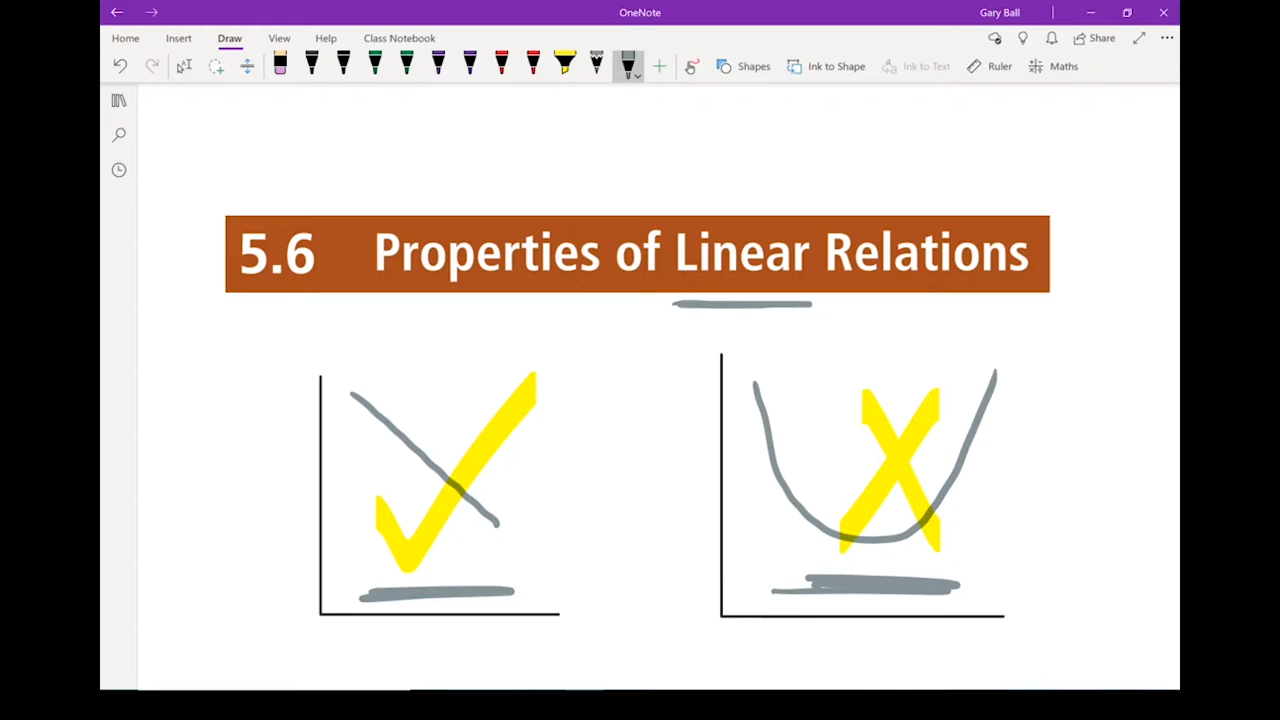 OneNote
Gary Ball
Home Insert Draw View Help Class Notebook
Share
Shapes Ink to Shape Ink to Text Ruler Maths
5.6 Properties of Linear Relations